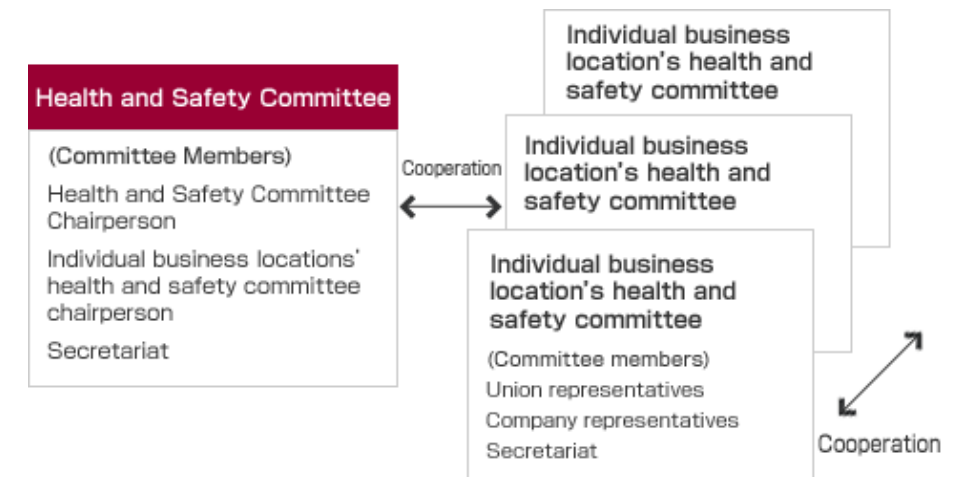 Health and Safety Committee
(Committee Members)
Health and Safety Committee
Chairperson
Individual business locations'
health and safety committee
chairperson
Secretariat
Cooperation
Individual business
location's health and
safety committee
Individual business
location's health and
safety committee
Individual business
location's health and
safety committee
(Committee members)
Union representatives
Company representatives
Secretariat
Cooperation